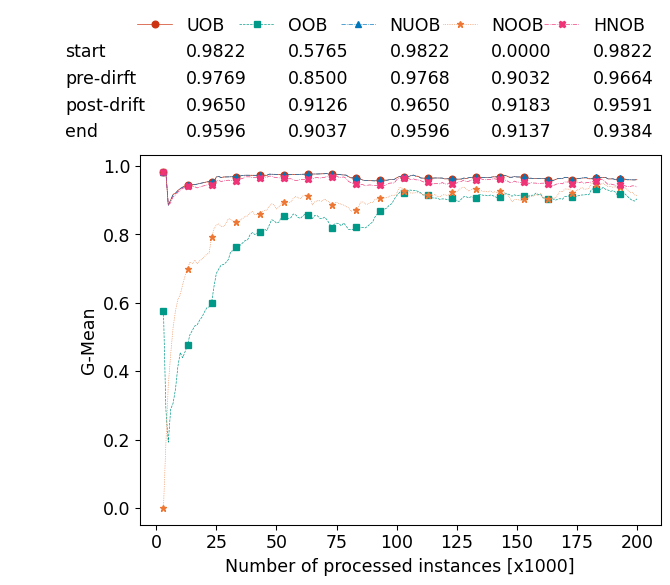 UOB OOB NUOB NOOB HNOB
start 0.9822 0.5765 0.9822 0.0000 0.9822
pre-dirft 0.9769 0.8500 0.9768 0.9032 0.9664
post-drift 0.9650 0.9126 0.9650 0.9183 0.9591
end 0.9596 0.9037 0.9596 0.9137 0.9384
1.0
0.8
0.6
0.4
0.2
0.0
G-Mean
0 25 50 75 100 125 150 175 200
Number of processed instances [x1000]